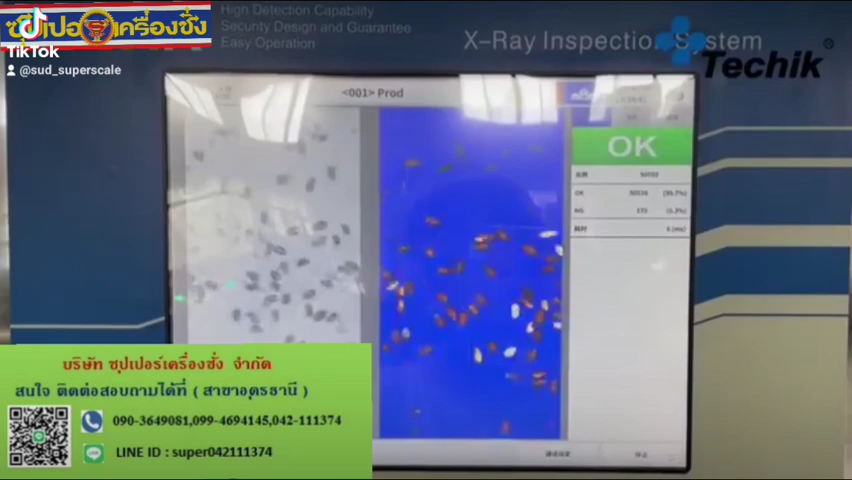 High Detection Capability
Security Design and Guarantee
Easy Operation
ซุปเปอร์เครื่องชั่ง
TikTok
@sud_superscale
X-Ray Inspection System
Techik®
<001> Prod
OK
OK
NG
บริษัท ซุปเปอร์เครื่องชั่ง จำกัด
สนใจ ติดต่อสอบถามได้ที่ ( สาขาอุดรธานี )
090-3649081,099-4694145,042-111374
LINE ID : super042111374